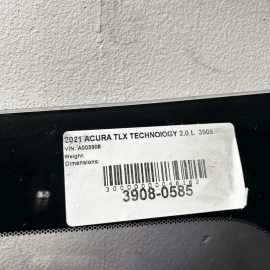 2021 ACURA TLX TECHNOLOGY 2.0 L 3908
VIN: A003908
Weight:
Dimensions:
3908-0585